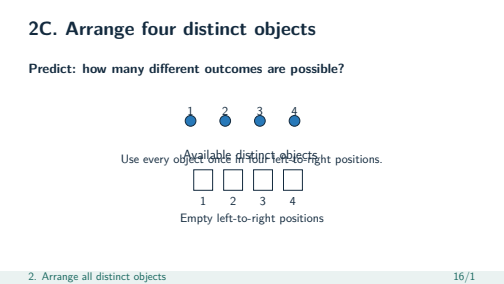 2C. Arrange four distinct objects
Predict: how many different outcomes are possible?
1 2 3 4
Available distinct objects
Use every object once in four left-to-right positions.
1 2 3 4
Empty left-to-right positions
2. Arrange all distinct objects 16/1